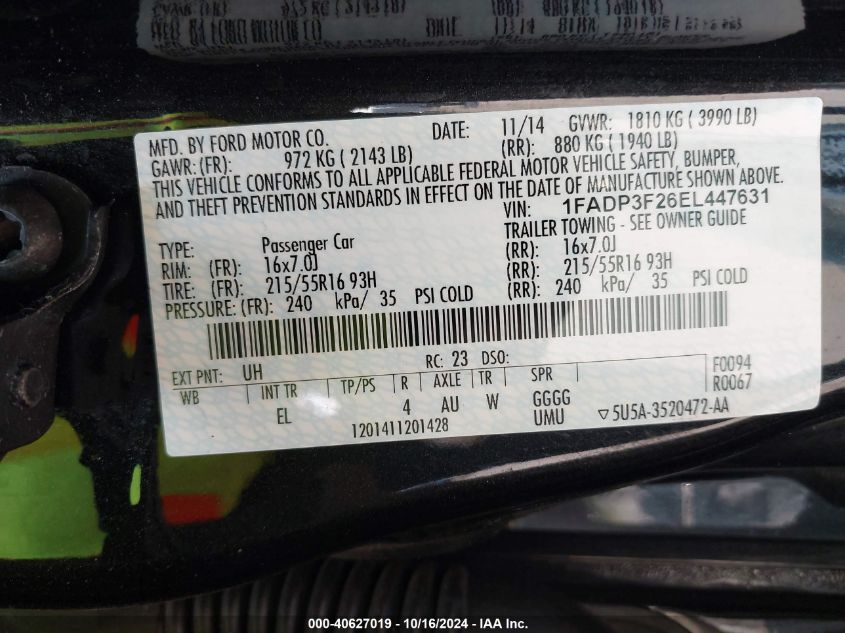 MFD. BY FORD MOTOR CO. DATE: 11/14 GVWR: 1810 KG ( 3990 LB)
GAWR: (FR): 972 KG ( 2143 LB) (RR): 880 KG ( 1940 LB)
THIS VEHICLE CONFORMS TO ALL APPLICABLE FEDERAL MOTOR VEHICLE SAFETY, BUMPER,
AND THEFT PREVENTION STANDARDS IN EFFECT ON THE DATE OF MANUFACTURE SHOWN ABOVE.
VIN: 1FADP3F26EL447631
TRAILER TOWING - SEE OWNER GUIDE
TYPE: Passenger Car
RIM: (FR): 16x7.0J (RR): 16x7.0J
TIRE: (FR): 215/55R16 93H (RR): 215/55R16 93H
PRESSURE: (FR): 240 kPa/ 35 PSI COLD (RR): 240 kPa/ 35 PSI COLD
EXT PNT: UH RC: 23 DSO:
WB INT TR TP/PS R AXLE TR SPR F0094
EL 4 AU W GGGG R0067
1201411201428 UMU ▽5U5A-3520472-AA
000-40627019 - 10/16/2024 - IAA Inc.